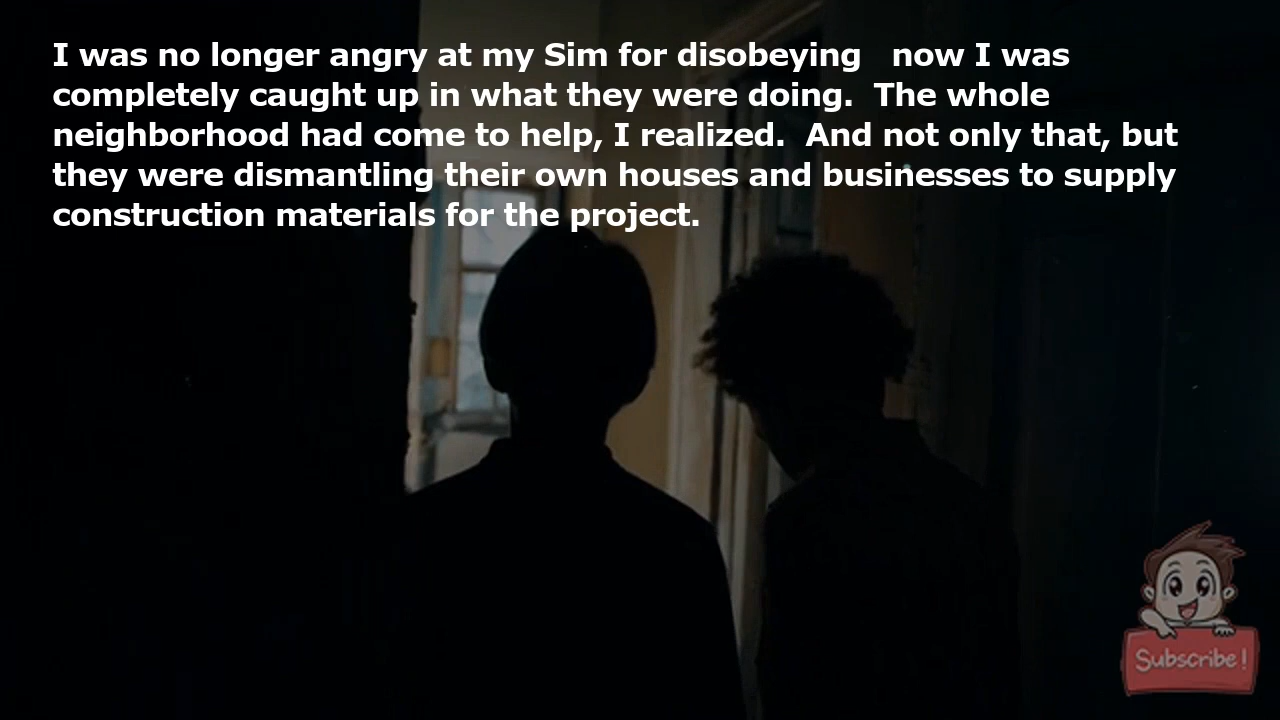 I was no longer angry at my Sim for disobeying   now I was
completely caught up in what they were doing.  The whole
neighborhood had come to help, I realized.  And not only that, but
they were dismantling their own houses and businesses to supply
construction materials for the project.
Subscribe!